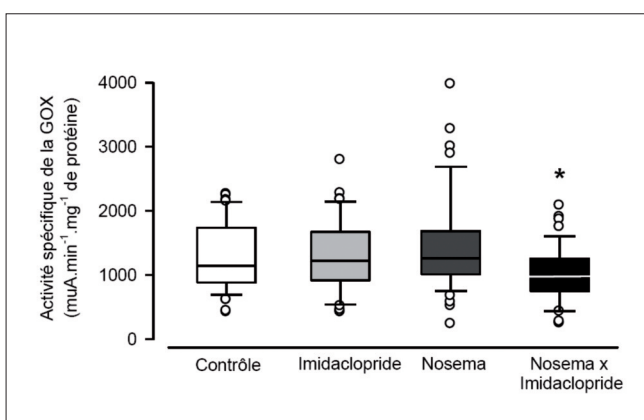 Activité spécifique de la GOX
(muA.min⁻¹.mg⁻¹ de protéine)
4000
3000
2000
1000
0
*
Contrôle
Imidaclopride
Nosema
Nosema x
Imidaclopride